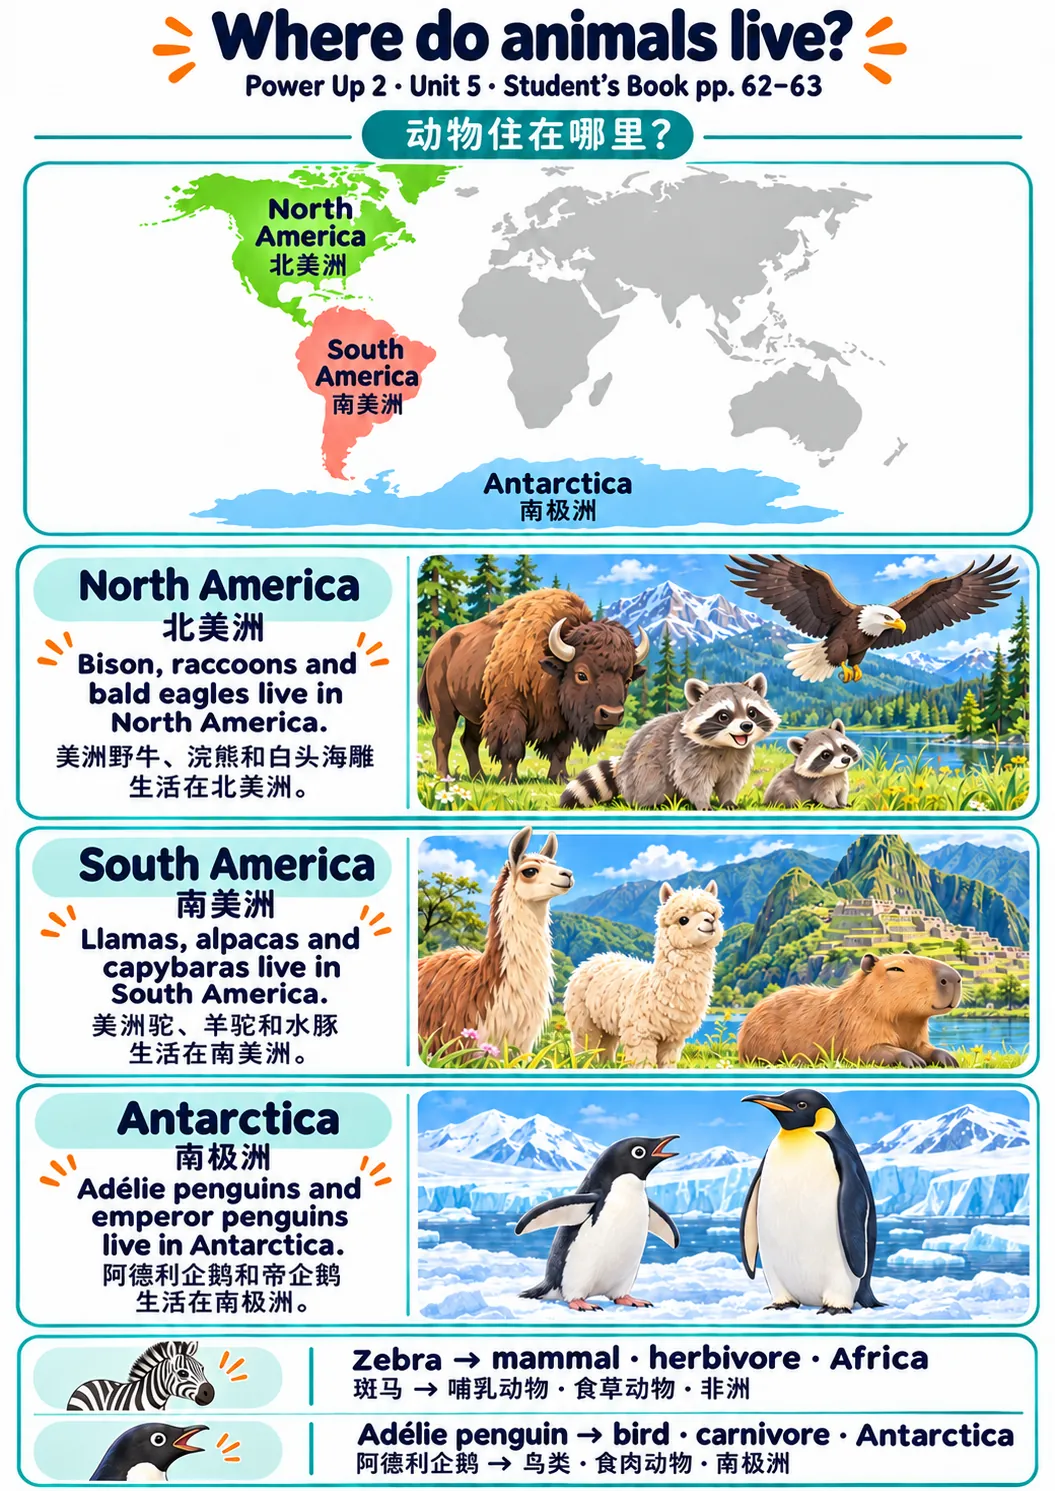 Where do animals live?
Power Up 2 · Unit 5 · Student's Book pp. 62–63
动物住在哪里？
North
America
北美洲
South
America
南美洲
Antarctica
南极洲
North America
北美洲
Bison, raccoons and
bald eagles live in
North America.
美洲野牛、浣熊和白头海雕
生活在北美洲。
South America
南美洲
Llamas, alpacas and
capybaras live in
South America.
美洲驼、羊驼和水豚
生活在南美洲。
Antarctica
南极洲
Adélie penguins and
emperor penguins
live in Antarctica.
阿德利企鹅和帝企鹅
生活在南极洲。
Zebra → mammal · herbivore · Africa
斑马 → 哺乳动物 · 食草动物 · 非洲
Adélie penguin → bird · carnivore · Antarctica
阿德利企鹅 → 鸟类 · 食肉动物 · 南极洲